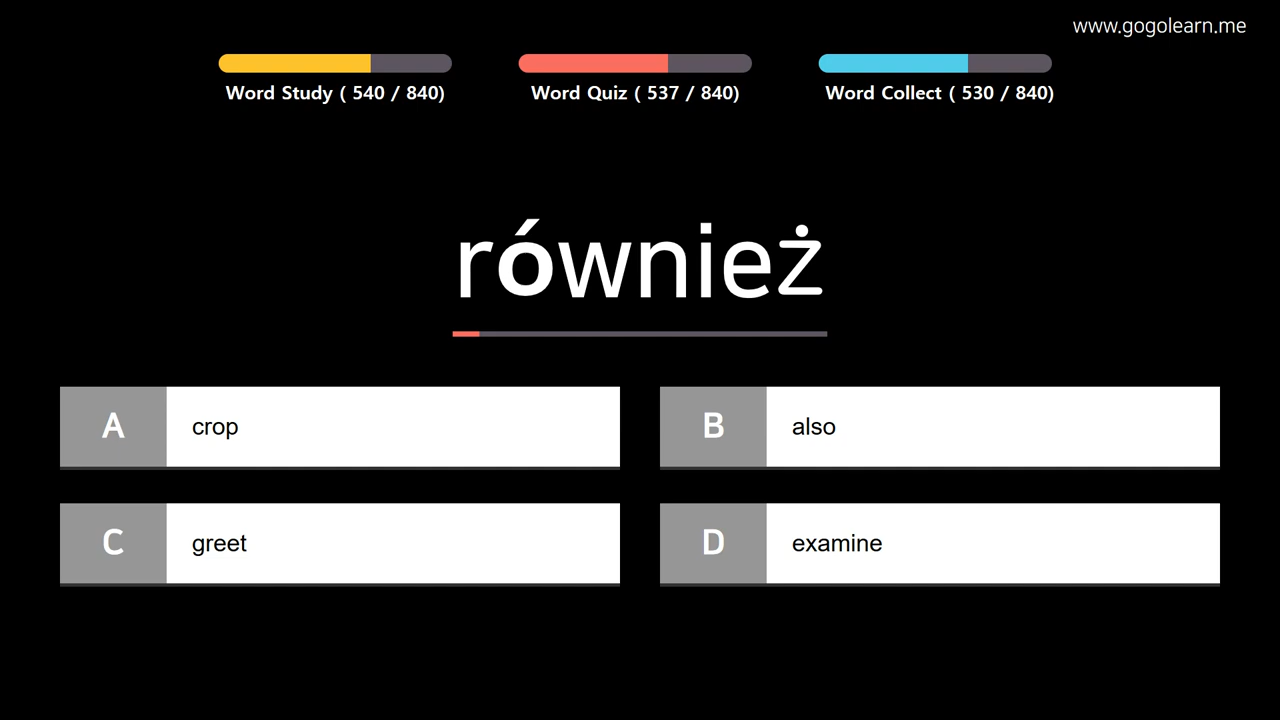 www.gogolearn.me
Word Study ( 540 / 840)
Word Quiz ( 537 / 840)
Word Collect ( 530 / 840)
również
A crop
B also
C greet
D examine